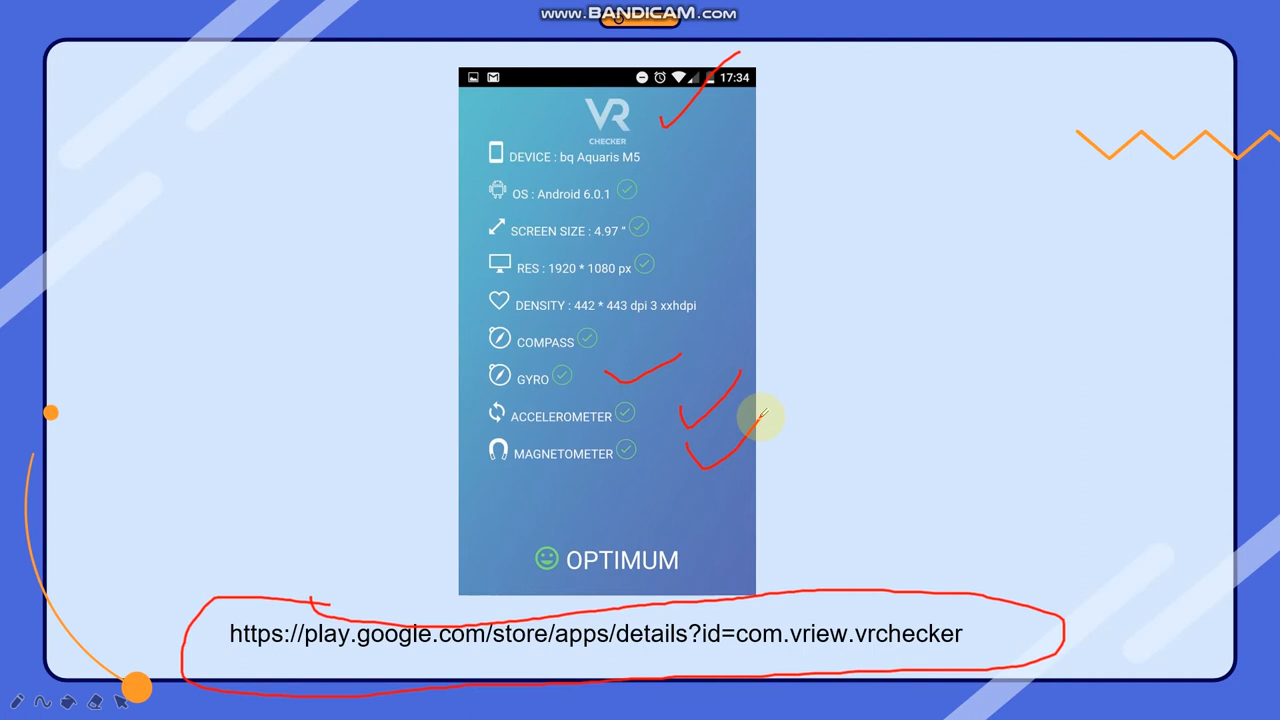 www.BANDICAM.com
17:34
VR
CHECKER
DEVICE : bq Aquaris M5
OS : Android 6.0.1
SCREEN SIZE : 4.97 "
RES : 1920 * 1080 px
DENSITY : 442 * 443 dpi 3 xxhdpi
COMPASS
GYRO
ACCELEROMETER
MAGNETOMETER
OPTIMUM
https://play.google.com/store/apps/details?id=com.vriew.vrchecker